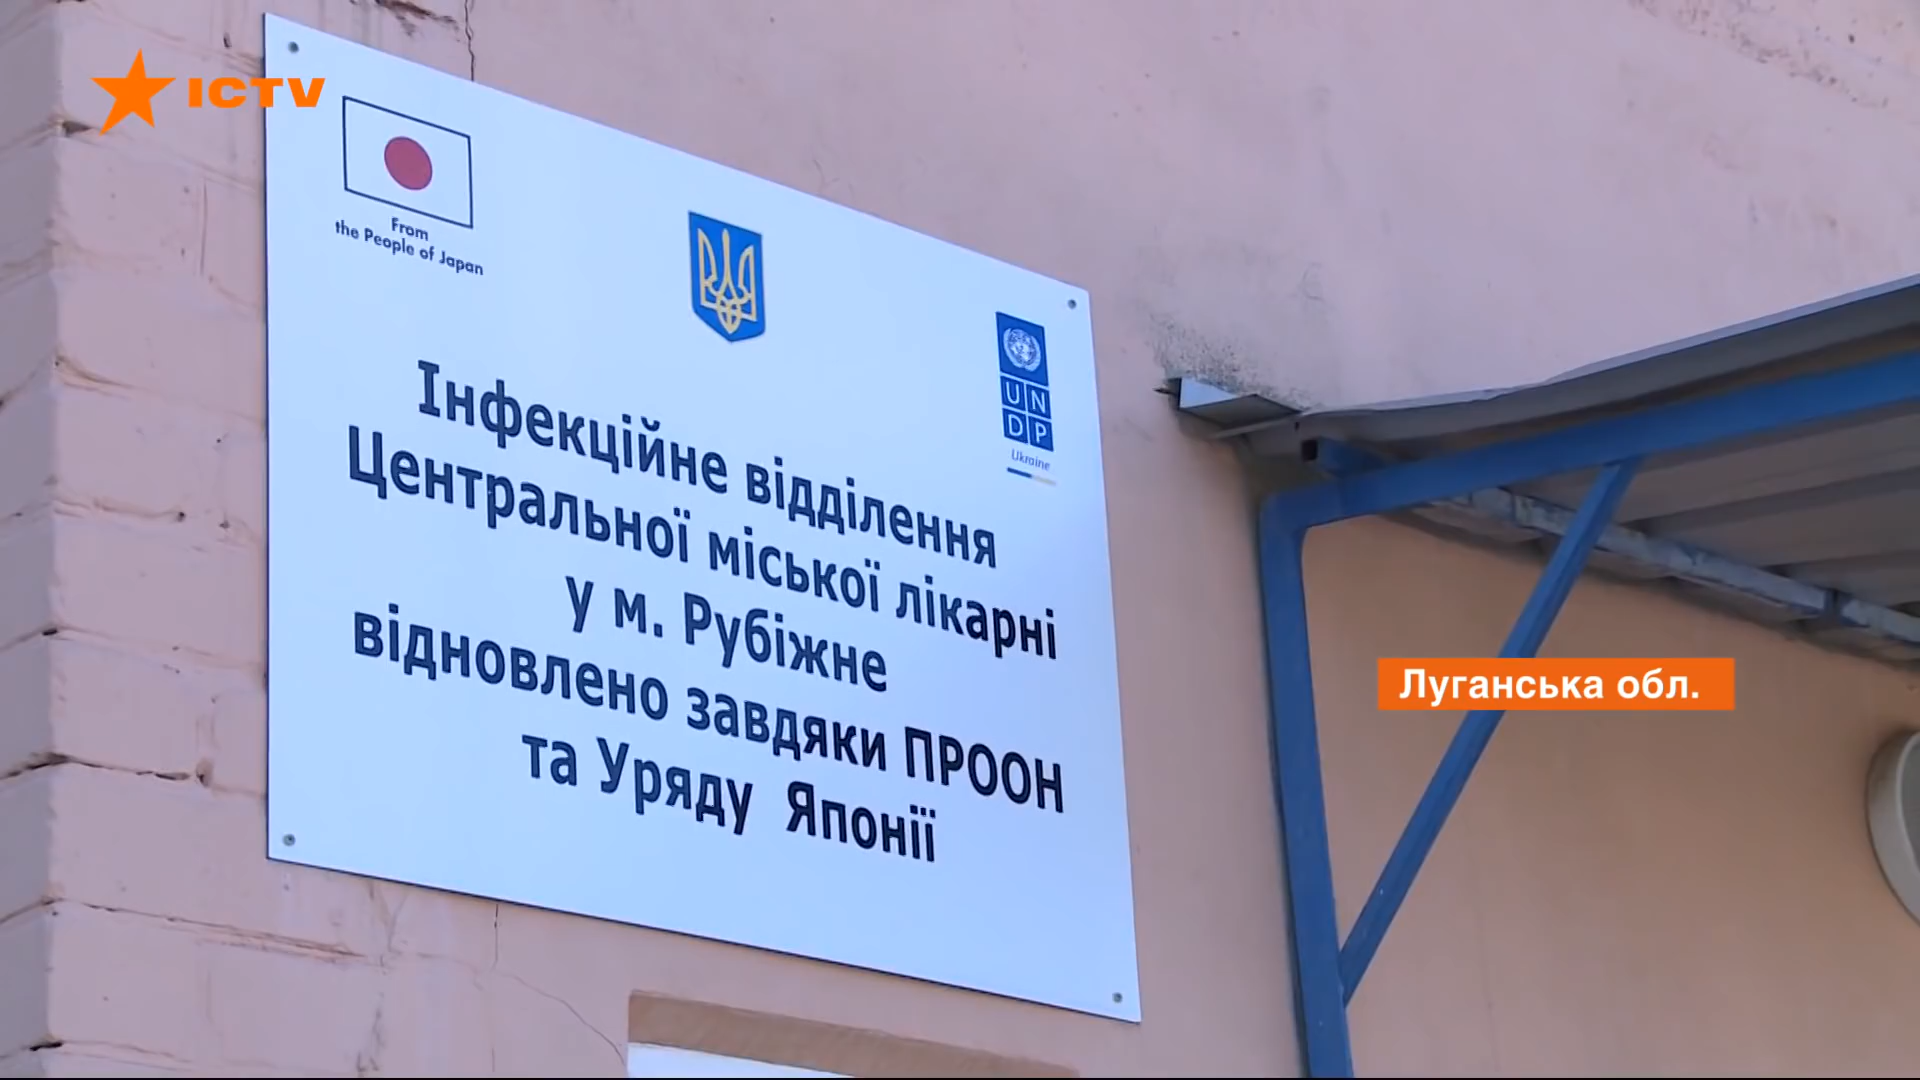 ICTV
From
the People of Japan
UN
DP
Ukraine
Інфекційне відділення
Центральної міської лікарні
у м. Рубіжне
відновлено завдяки ПРООН
та Уряду Японії
Луганська обл.